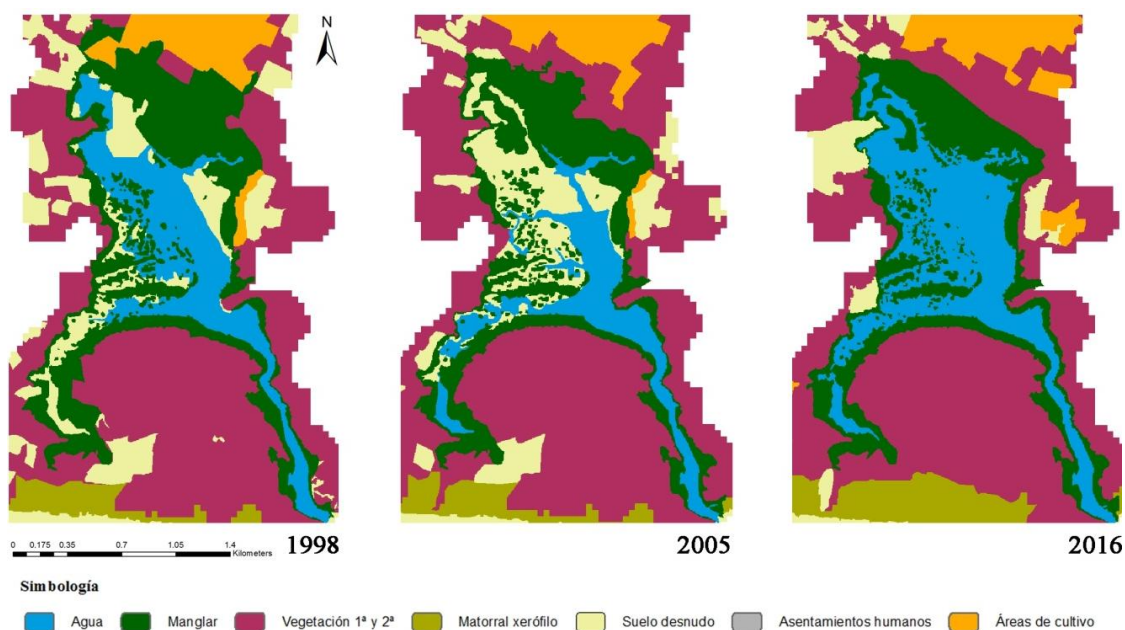 N
1998
2005
2016
0 0.175 0.35 0.7 1.05 1.4
Kilometers
Simbología
Agua Manglar Vegetación 1ª y 2ª Matorral xerófilo Suelo desnudo Asentamientos humanos Áreas de cultivo